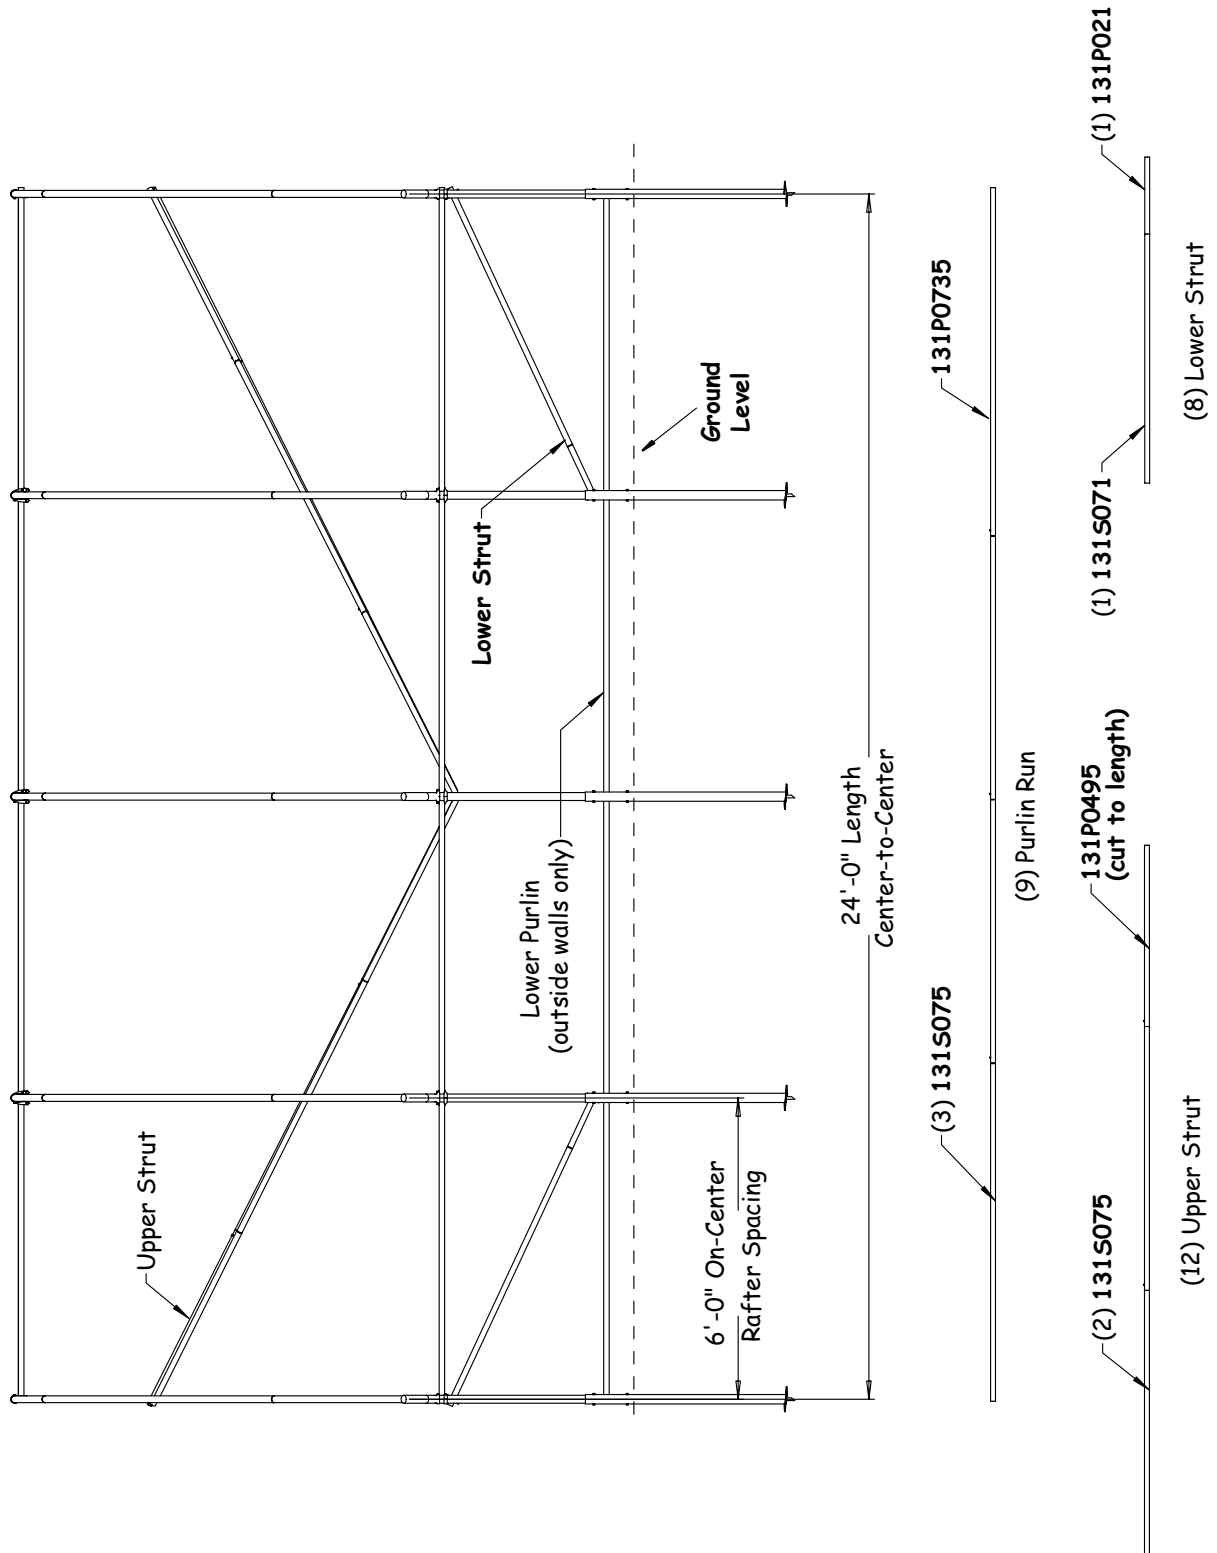 Upper Strut
Lower Strut
Ground
Level
Lower Purlin
(outside walls only)
6'-0" On-Center
Rafter Spacing
24'-0" Length
Center-to-Center
(3) 131S075
131P0735
(9) Purlin Run
(2) 131S075
131P0495
(cut to length)
(12) Upper Strut
(1) 131S071
(1) 131P021
(8) Lower Strut